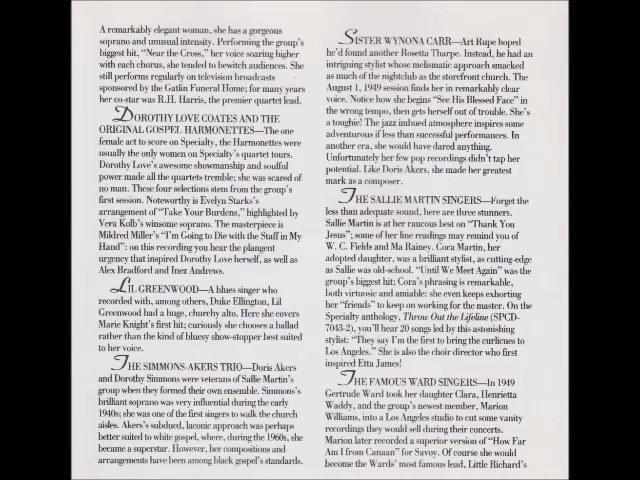 A remarkably elegant woman, she has a gorgeous
soprano and unusual intensity. Performing the group's
biggest hit, "Near the Cross," her voice soaring higher
with each chorus, she tended to bewitch audiences. She
still performs regularly on television broadcasts
sponsored by the Gatlin Funeral Home; for many years
her co-star was R.H. Harris, the premier quartet lead.
DOROTHY LOVE COATES AND THE
ORIGINAL GOSPEL HARMONETTES—The one
female act to score on Specialty, the Harmonettes were
usually the only women on Specialty's quartet tours.
Dorothy Love's awesome showmanship and soulful
power made all the quartets tremble; she was scared of
no man. These four selections stem from the group's
first session. Noteworthy is Evelyn Starks's
arrangement of "Take Your Burdens," highlighted by
Vera Kolb's winsome soprano. The masterpiece is
Mildred Miller's "I'm Going to Die with the Staff in My
Hand": on this recording you hear the plangent
urgency that inspired Dorothy Love herself, as well as
Alex Bradford and Inez Andrews.
LIL GREENWOOD—A blues singer who
recorded with, among others, Duke Ellington, Lil
Greenwood had a huge, churchy alto. Here she covers
Marie Knight's first hit; curiously she chooses a ballad
rather than the kind of bluesy show-stopper best suited
to her voice.
THE SIMMONS-AKERS TRIO—Doris Akers
and Dorothy Simmons were veterans of Sallie Martin's
group when they formed their own ensemble. Simmons's
brilliant soprano was very influential during the early
1940s; she was one of the first singers to walk the church
aisles. Akers's subdued, laconic approach was perhaps
better suited to white gospel, where, during the 1960s, she
became a superstar. However, her compositions and
arrangements have been among black gospel's standards.
SISTER WYNONA CARR—Art Rupe hoped
he'd found another Rosetta Tharpe. Instead, he had an
intriguing stylist whose melismatic approach smacked
as much of the nightclub as the storefront church. The
August 1, 1949 session finds her in remarkably clear
voice. Notice how she begins "See His Blessed Face" in
the wrong tempo, then gets herself out of trouble. She's
a toughie! The jazz imbued atmosphere inspires some
adventurous if less than successful performances. In
another era, she would have dared anything.
Unfortunately her few pop recordings didn't tap her
potential. Like Doris Akers, she made her greatest
mark as a composer.
THE SALLIE MARTIN SINGERS—Forget the
less than adequate sound, here are three stunners.
Sallie Martin is at her raucous best on "Thank You
Jesus"; some of her line readings may remind you of
W. C. Fields and Ma Rainey. Cora Martin, her
adopted daughter, was a brilliant stylist, as cutting-edge
as Sallie was old-school. "Until We Meet Again" was the
group's biggest hit; Cora's phrasing is remarkable,
both virtuosic and amiable: she even keeps exhorting
her "friends" to keep on working for the master. On the
Specialty anthology, Throw Out the Lifeline (SPCD-
7043-2), you'll hear 20 songs led by this astonishing
stylist: "They say I'm the first to bring the curlicues to
Los Angeles." She is also the choir director who first
inspired Etta James!
THE FAMOUS WARD SINGERS—In 1949
Gertrude Ward took her daughter Clara, Henrietta
Waddy, and the group's newest member, Marion
Williams, into a Los Angeles studio to cut some vanity
recordings they would sell during their concerts.
Marion later recorded a superior version of "How Far
Am I from Canaan" for Savoy. Of course she would
become the Wards' most famous lead, Little Richard's